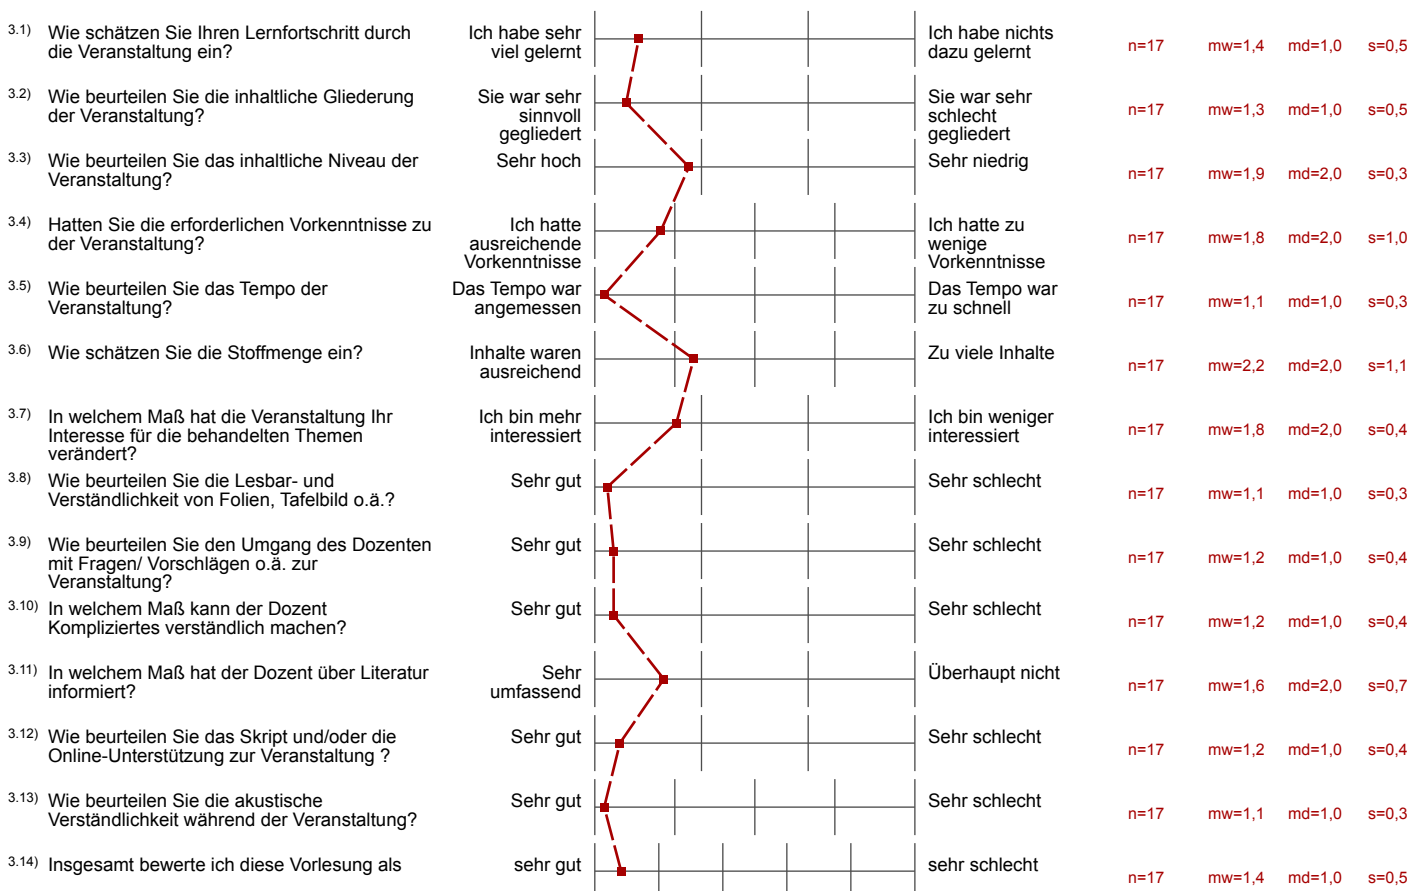 3.1) Wie schätzen Sie Ihren Lernfortschritt durch Ich habe sehr Ich habe nichts
die Veranstaltung ein? viel gelernt dazu gelernt n=17 mw=1,4 md=1,0 s=0,5
3.2) Wie beurteilen Sie die inhaltliche Gliederung Sie war sehr Sie war sehr
der Veranstaltung? sinnvoll schlecht n=17 mw=1,3 md=1,0 s=0,5
gegliedert gegliedert
3.3) Wie beurteilen Sie das inhaltliche Niveau der Sehr hoch Sehr niedrig
Veranstaltung? n=17 mw=1,9 md=2,0 s=0,3
3.4) Hatten Sie die erforderlichen Vorkenntnisse zu Ich hatte Ich hatte zu
der Veranstaltung? ausreichende wenige n=17 mw=1,8 md=2,0 s=1,0
Vorkenntnisse Vorkenntnisse
3.5) Wie beurteilen Sie das Tempo der Das Tempo war Das Tempo war
Veranstaltung? angemessen zu schnell n=17 mw=1,1 md=1,0 s=0,3
3.6) Wie schätzen Sie die Stoffmenge ein? Inhalte waren Zu viele Inhalte
ausreichend n=17 mw=2,2 md=2,0 s=1,1
3.7) In welchem Maß hat die Veranstaltung Ihr Ich bin mehr Ich bin weniger
Interesse für die behandelten Themen interessiert interessiert n=17 mw=1,8 md=2,0 s=0,4
verändert?
3.8) Wie beurteilen Sie die Lesbar- und Sehr gut Sehr schlecht
Verständlichkeit von Folien, Tafelbild o.ä.? n=17 mw=1,1 md=1,0 s=0,3
3.9) Wie beurteilen Sie den Umgang des Dozenten Sehr gut Sehr schlecht
mit Fragen/ Vorschlägen o.ä. zur n=17 mw=1,2 md=1,0 s=0,4
Veranstaltung?
3.10) In welchem Maß kann der Dozent Sehr gut Sehr schlecht
Kompliziertes verständlich machen? n=17 mw=1,2 md=1,0 s=0,4
3.11) In welchem Maß hat der Dozent über Literatur Sehr Überhaupt nicht
informiert? umfassend n=17 mw=1,6 md=2,0 s=0,7
3.12) Wie beurteilen Sie das Skript und/oder die Sehr gut Sehr schlecht
Online-Unterstützung zur Veranstaltung ? n=17 mw=1,2 md=1,0 s=0,4
3.13) Wie beurteilen Sie die akustische Sehr gut Sehr schlecht
Verständlichkeit während der Veranstaltung? n=17 mw=1,1 md=1,0 s=0,3
3.14) Insgesamt bewerte ich diese Vorlesung als sehr gut sehr schlecht
n=17 mw=1,4 md=1,0 s=0,5